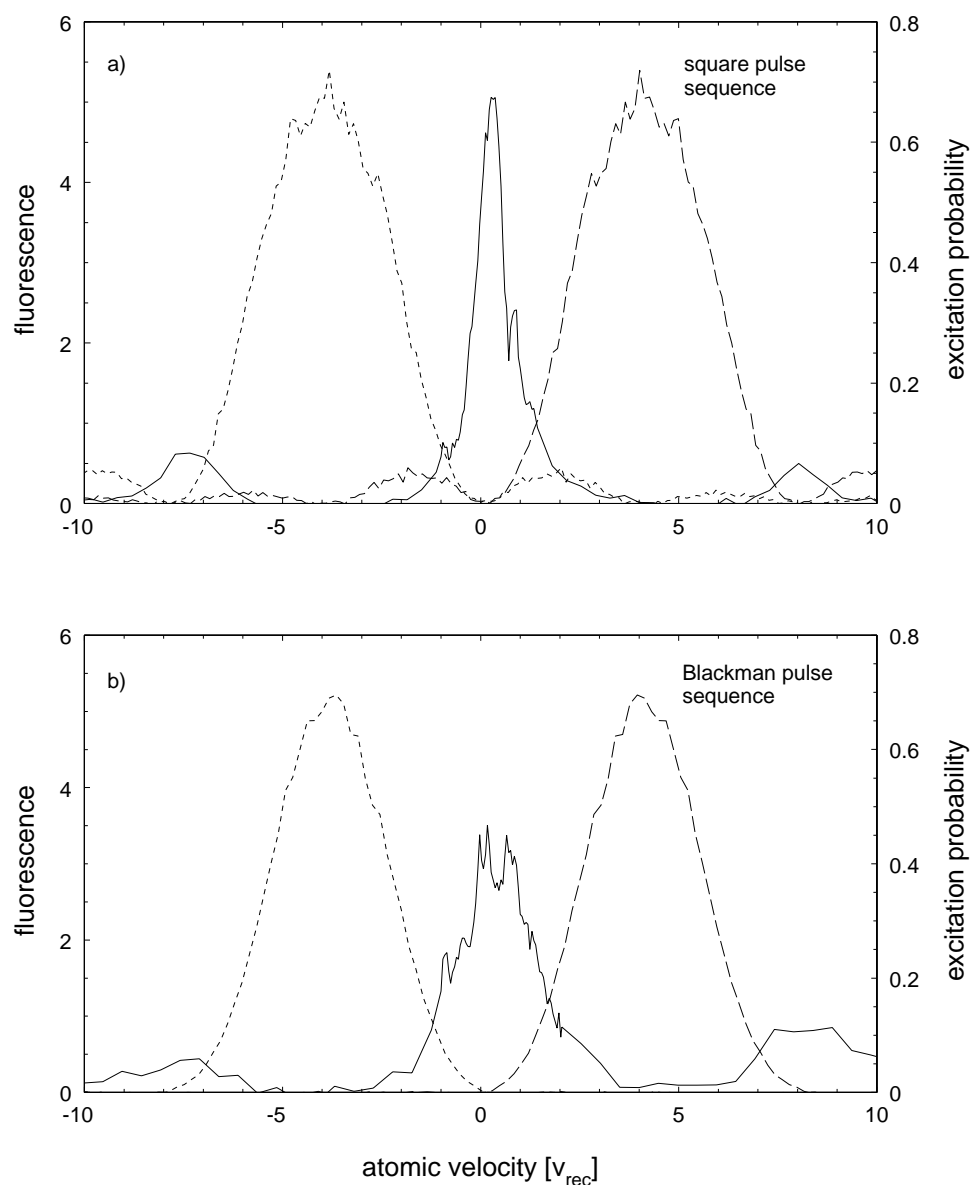 6
0.8
a)
square pulse
sequence
0.6
4
fluorescence
0.4
excitation probability
2
0.2
0
0
-10
-5
0
5
10
6
0.8
b)
Blackman pulse
sequence
0.6
4
fluorescence
0.4
excitation probability
2
0.2
0
0
-10
-5
0
5
10
atomic velocity [v_rec]